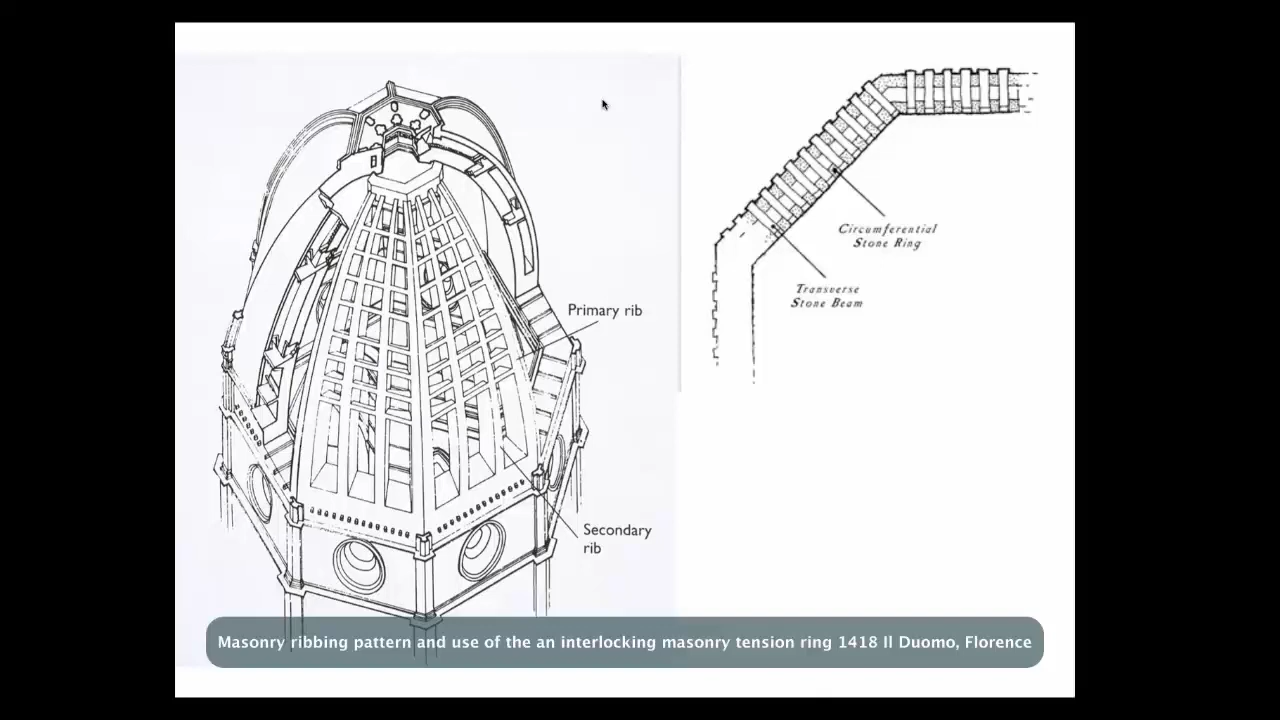 Circumferential
Stone Ring
Transverse
Stone Beam
Primary rib
Secondary
rib
Masonry ribbing pattern and use of the an interlocking masonry tension ring 1418 Il Duomo, Florence